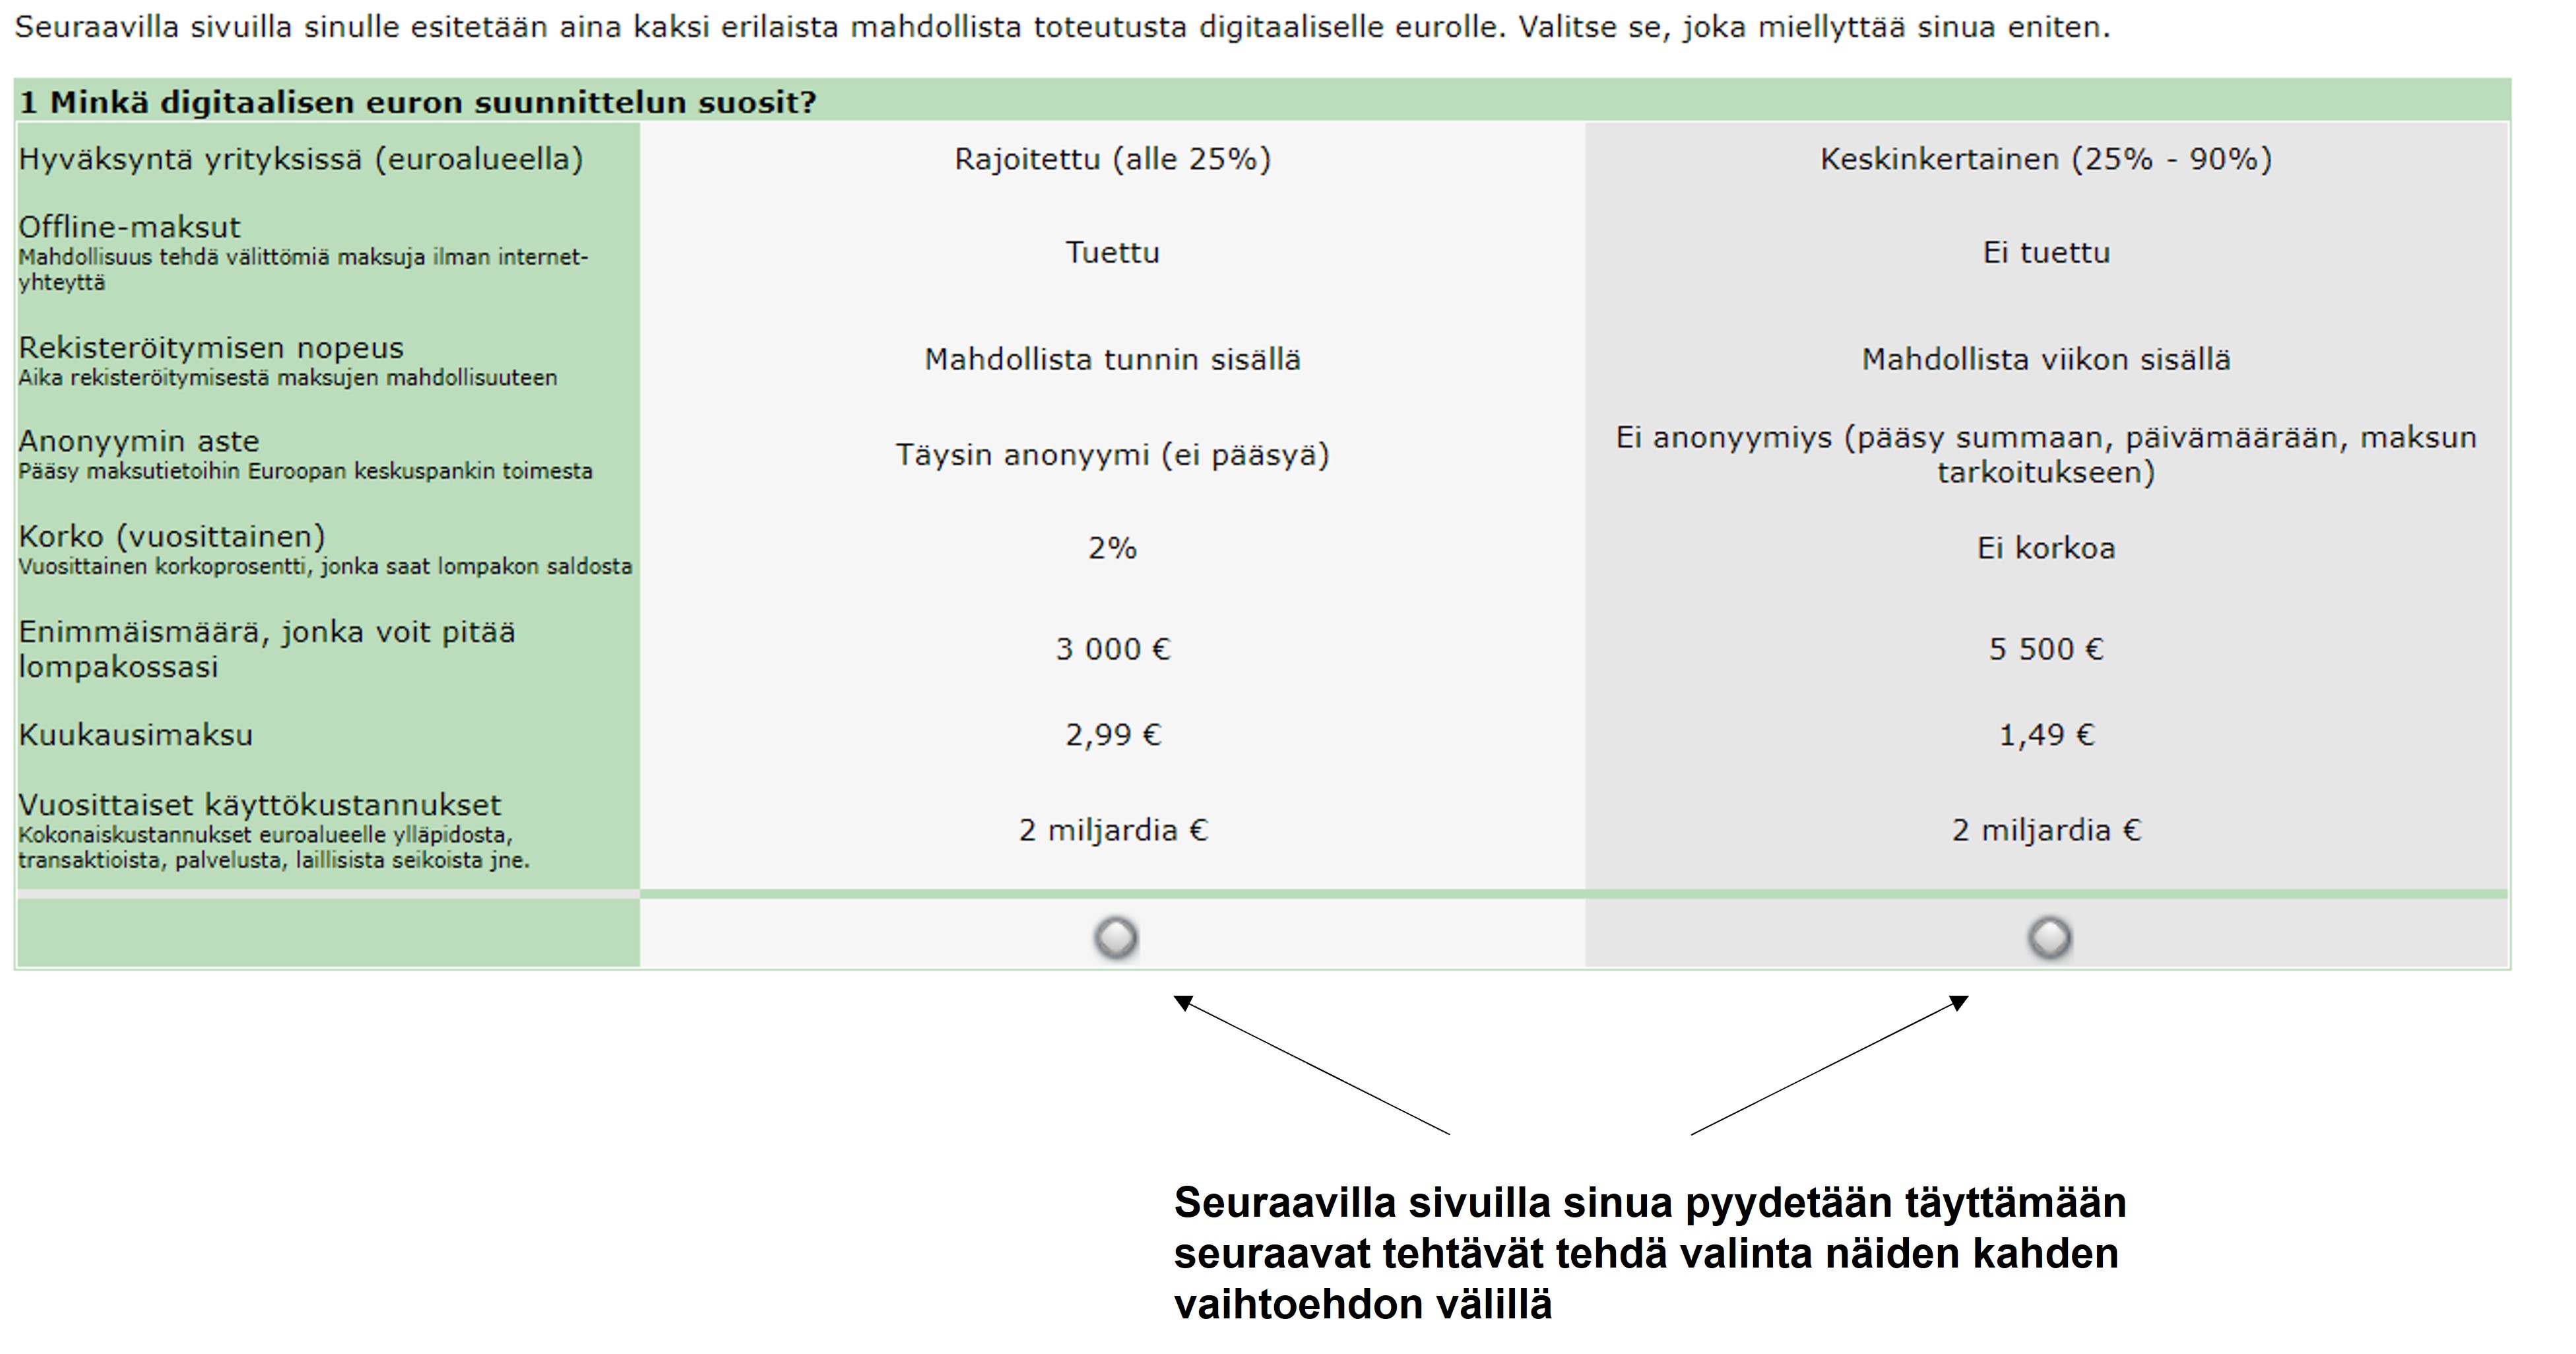 Seuraavilla sivuilla sinulle esitetään aina kaksi erilaista mahdollista toteutusta digitaaliselle eurolle. Valitse se, joka miellyttää sinua eniten.
1 Minkä digitaalisen euron suunnittelun suosit?
Hyväksyntä yrityksissä (euroalueella)
Rajoitettu (alle 25%)
Keskinkertainen (25% - 90%)
Offline-maksut
Mahdollisuus tehdä välittömiä maksuja ilman internet-
yhteyttä
Tuettu
Ei tuettu
Rekisteröitymisen nopeus
Aika rekisteröitymisestä maksujen mahdollisuuteen
Mahdollista tunnin sisällä
Mahdollista viikon sisällä
Anonyymin aste
Pääsy maksutietoihin Euroopan keskuspankin toimesta
Täysin anonyymi (ei pääsyä)
Ei anonyymiys (pääsy summaan, päivämäärään, maksun
tarkoitukseen)
Korko (vuosittainen)
Vuosittainen korkoprosentti, jonka saat lompakon saldosta
2%
Ei korkoa
Enimmäismäärä, jonka voit pitää
lompakossasi
3 000 €
5 500 €
Kuukausimaksu
2,99 €
1,49 €
Vuosittaiset käyttökustannukset
Kokonaiskustannukset euroalueelle ylläpidosta,
transaktioista, palvelusta, laillisista seikoista jne.
2 miljardia €
2 miljardia €
Seuraavilla sivuilla sinua pyydetään täyttämään
seuraavat tehtävät tehdä valinta näiden kahden
vaihtoehdon välillä